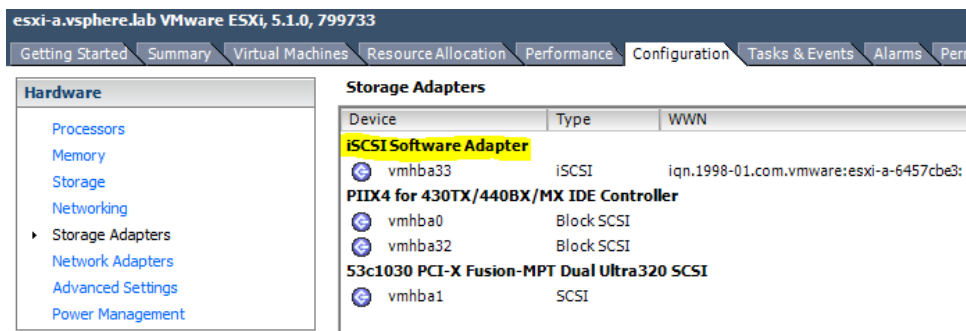 esxi-a.vsphere.lab VMware ESXi, 5.1.0, 799733
Getting Started Summary Virtual Machines Resource Allocation Performance Configuration Tasks & Events Alarms Per
Hardware
Processors
Memory
Storage
Networking
Storage Adapters
Network Adapters
Advanced Settings
Power Management
Storage Adapters
Device Type WWN
iSCSI Software Adapter
vmhba33 iSCSI iqn.1998-01.com.vmware:esxi-a-6457cbe3:
PIIX4 for 430TX/440BX/MX IDE Controller
vmhba0 Block SCSI
vmhba32 Block SCSI
53c1030 PCI-X Fusion-MPT Dual Ultra320 SCSI
vmhba1 SCSI